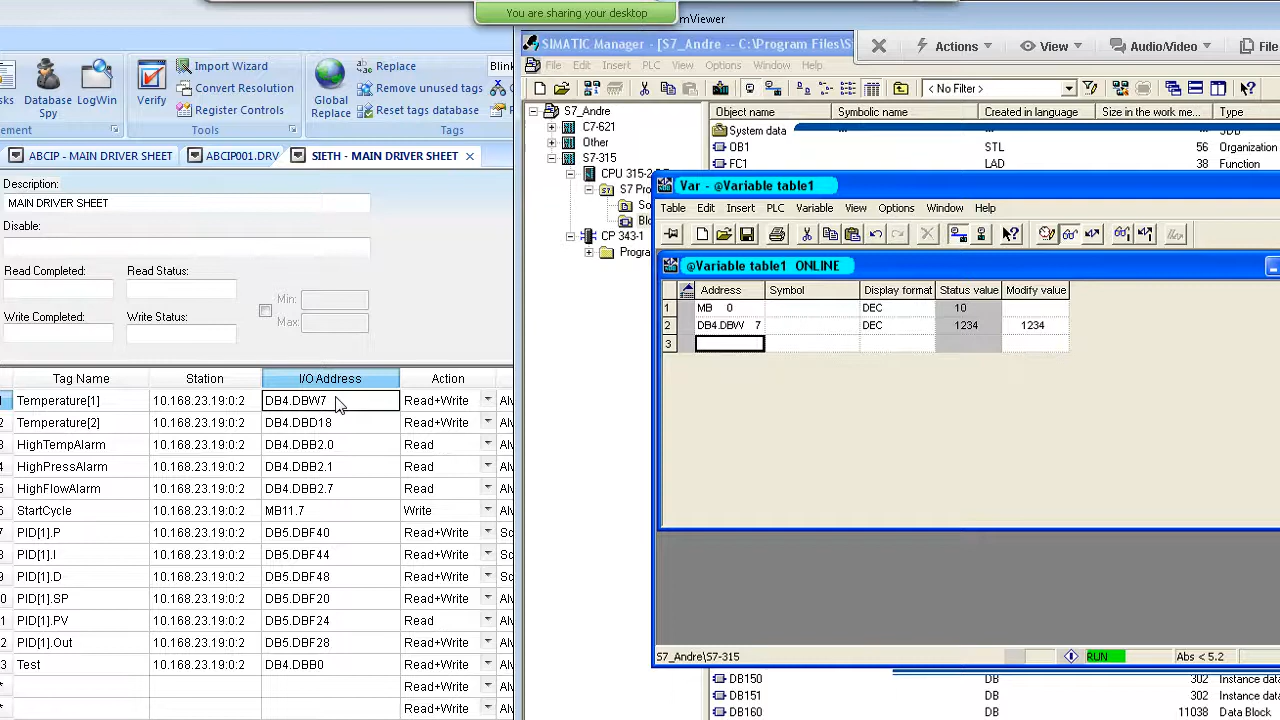 You are sharing your desktop
mViewer
SIMATIC Manager - [S7_Andre -- C:\Program Files\S
Actions
View
Audio/Video
File
File Edit Insert PLC View Options Window Help
Database Spy
LogWin
Verify
Import Wizard
Convert Resolution
Register Controls
Tools
Global Replace
Replace
Remove unused tags
Reset tags database
Tags
Blink
ABCIP - MAIN DRIVER SHEET
ABCIP001.DRV
SIETH - MAIN DRIVER SHEET
Description:
MAIN DRIVER SHEET
Disable:
Read Completed: Read Status:
Write Completed: Write Status:
Min:
Max:
Tag Name Station I/O Address Action
Temperature[1] 10.168.23.19:0:2 DB4.DBW7 Read+Write
Temperature[2] 10.168.23.19:0:2 DB4.DBD18 Read+Write
HighTempAlarm 10.168.23.19:0:2 DB4.DBB2.0 Read
HighPressAlarm 10.168.23.19:0:2 DB4.DBB2.1 Read
HighFlowAlarm 10.168.23.19:0:2 DB4.DBB2.7 Read
StartCycle 10.168.23.19:0:2 MB11.7 Write
PID[1].P 10.168.23.19:0:2 DB5.DBF40 Read+Write
PID[1].I 10.168.23.19:0:2 DB5.DBF44 Read+Write
PID[1].D 10.168.23.19:0:2 DB5.DBF48 Read+Write
PID[1].SP 10.168.23.19:0:2 DB5.DBF20 Read+Write
PID[1].PV 10.168.23.19:0:2 DB5.DBF24 Read
PID[1].Out 10.168.23.19:0:2 DB5.DBF28 Read+Write
Test 10.168.23.19:0:2 DB4.DBB0 Read+Write
Read+Write
Read+Write
< No Filter >
S7_Andre
C7-621
Other
S7-315
CPU 315-2
S7 Pro
So
Blo
CP 343-1
Progra
Object name Symbolic name Created in language Size in the work me... Type
System data
OB1 STL 56 Organization
FC1 LAD 38 Function
Var - @Variable table1
Table Edit Insert PLC Variable View Options Window Help
@Variable table1 ONLINE
Address Symbol Display format Status value Modify value
1 MB 0 DEC 10
2 DB4.DBW 7 DEC 1234 1234
3
S7_Andre\S7-315
RUN
Abs < 5.2
DB150 DB 302 Instance data
DB151 DB 302 Instance data
DB160 DB 11038 Data Block